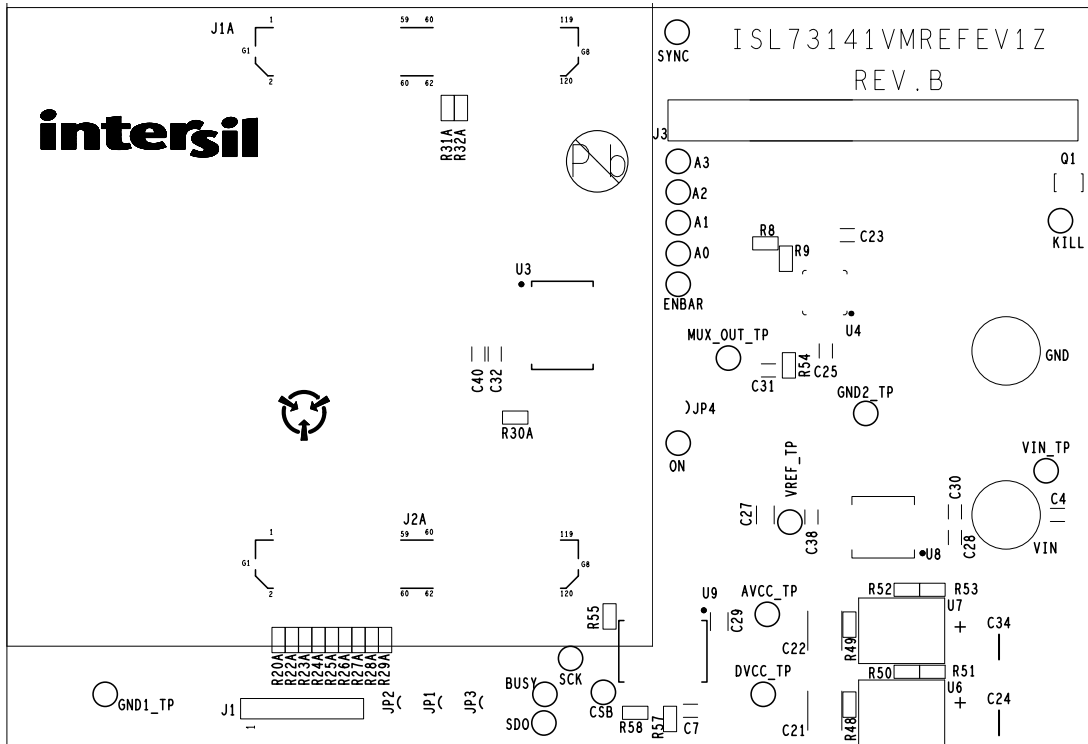 J1A
1
59
60
119
G1
G8
2
60
62
120
SYNC
ISL73141VMREFEV1Z
REV.B
intersil
R31A
R32A
Pb
J3
A3
A2
A1
A0
ENBAR
Q1
KILL
R8
R9
C23
U3
U4
MUX_OUT_TP
C40
C32
C31
R54
C25
GND
GND2_TP
R30A
JP4
ON
VREF_TP
VIN_TP
C27
C38
C30
C28
C4
VIN
U8
J2A
1
59
60
119
G1
G8
2
60
62
120
R55
U9
C29
AVCC_TP
R52
R53
U7
C22
R49
+
C34
R20A
R22A
R23A
R24A
R25A
R26A
R27A
R28A
R29A
SCK
DVCC_TP
R50
R51
U6
GND1_TP
J1
1
JP2
JP1
JP3
BUSY
SDO
CSB
R58
R57
C7
C21
R48
+
C24